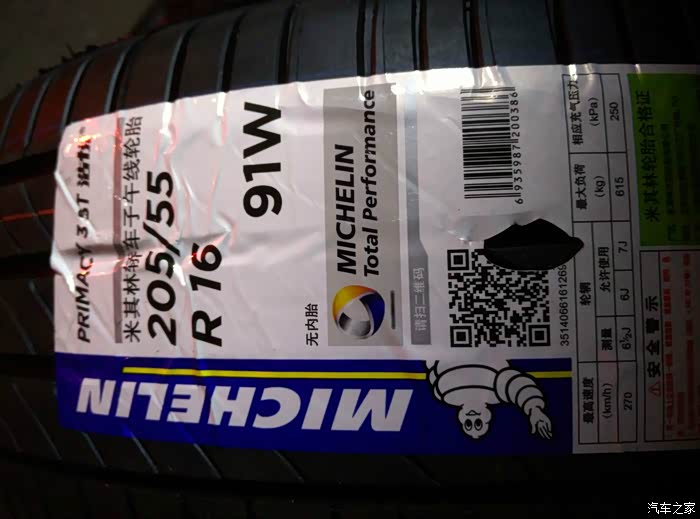 PRIMACY 3 ST 浩悦
米其林轿车子午线轮胎
205/55
R 16
91W
无内胎
MICHELIN
Total Performance
请扫二维码
6935987200386
MICHELIN
最高速度
(km/h)
270
轮辋
测量
6½J
允许使用
6J
7J
最大负荷
(kg)
615
相应充气压力
(kPa)
250
米其林轮胎合格证
安全警示
汽车之家